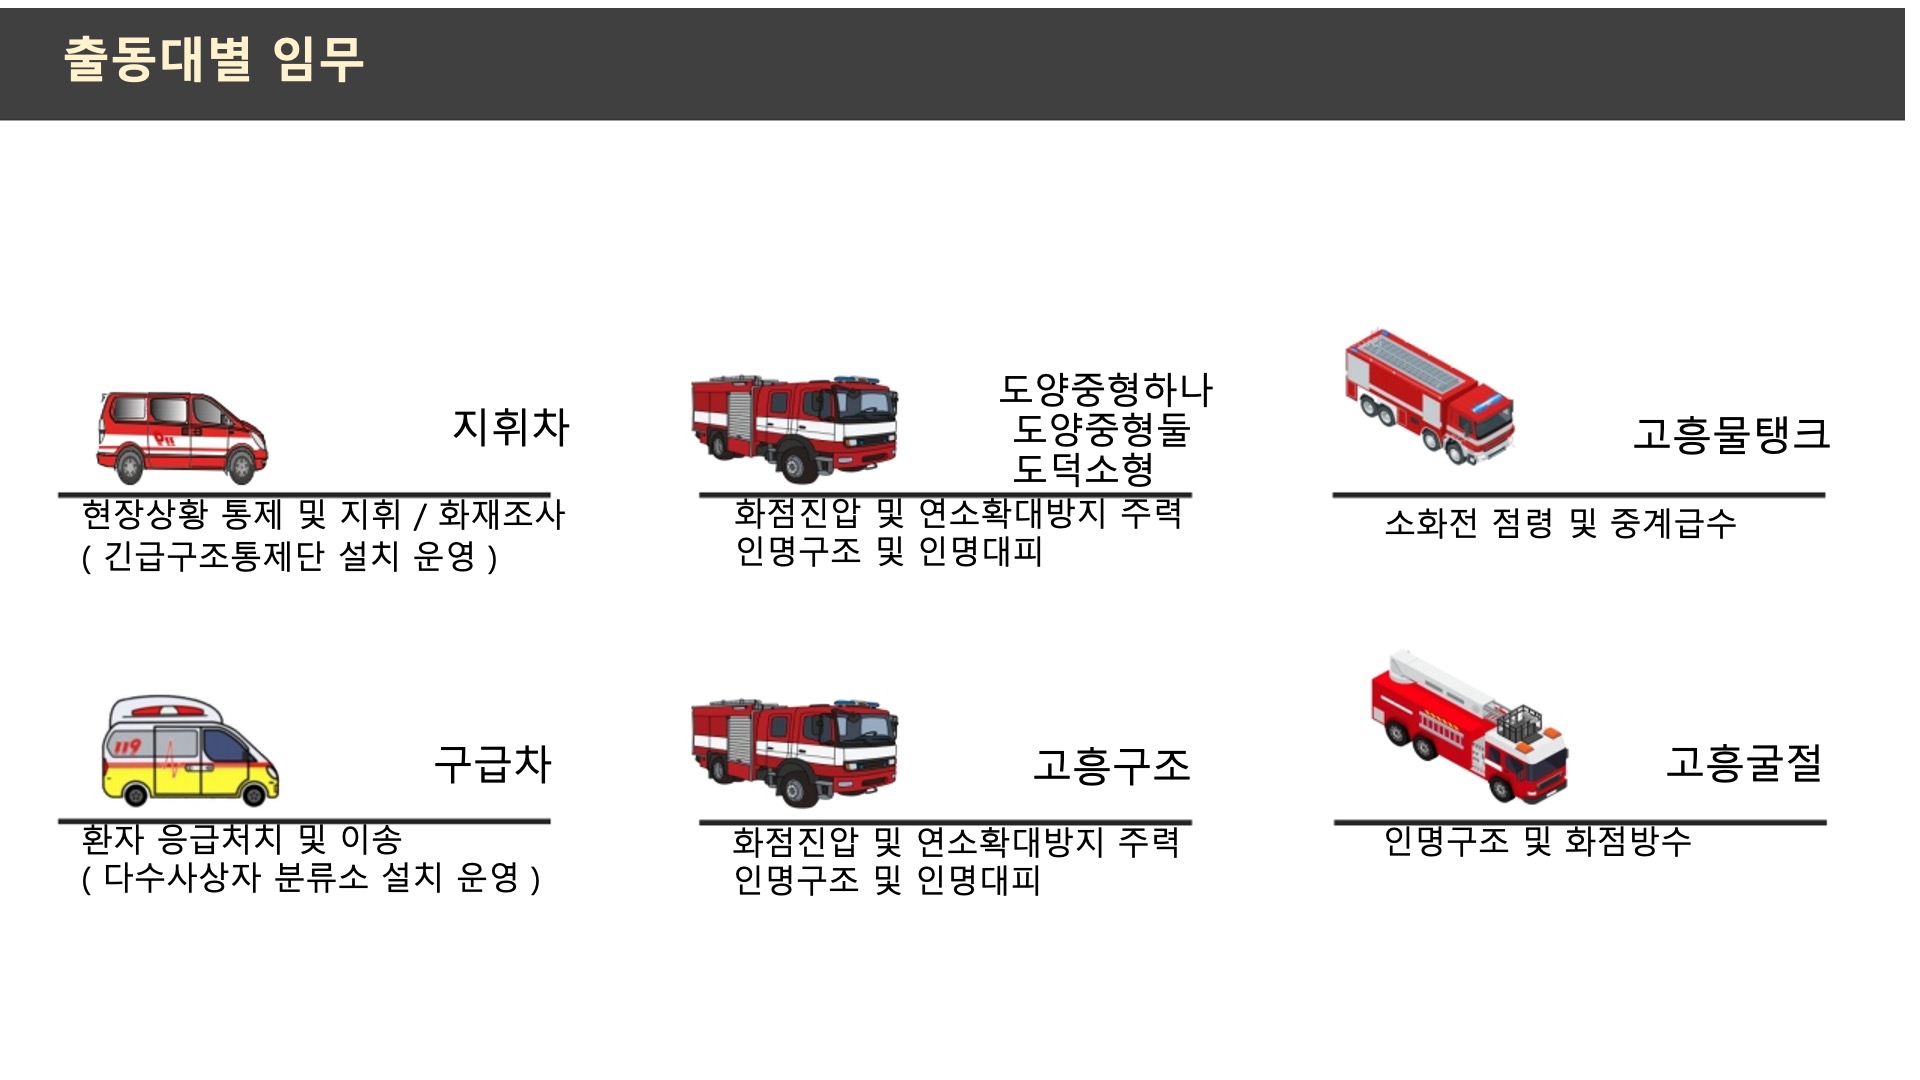 출동대별 임무
지휘차
현장상황 통제 및 지휘 / 화재조사
( 긴급구조통제단 설치 운영 )
도양중형하나
도양중형둘
도덕소형
화점진압 및 연소확대방지 주력
인명구조 및 인명대피
고흥물탱크
소화전 점령 및 중계급수
119
구급차
환자 응급처치 및 이송
( 다수사상자 분류소 설치 운영 )
고흥구조
화점진압 및 연소확대방지 주력
인명구조 및 인명대피
고흥굴절
인명구조 및 화점방수